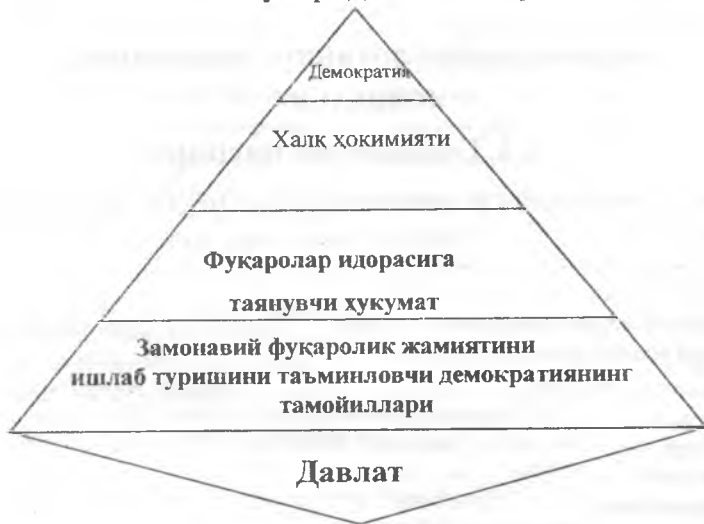 Демократия
Халқ ҳокимияти
Фуқаролар идорасига
таянувчи ҳукумат
Замонавий фуқаролик жамиятини
ишлаб туришини таъминловчи демократиянинг
тамойиллари
Давлат